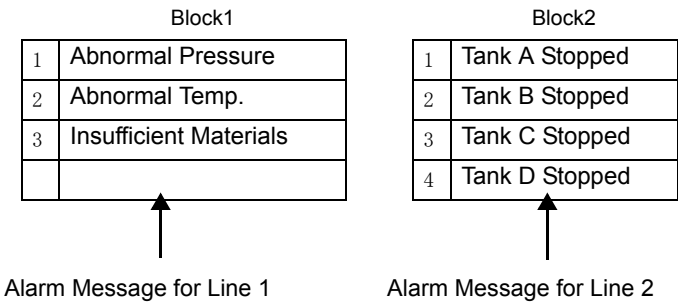 Block1
1 Abnormal Pressure
2 Abnormal Temp.
3 Insufficient Materials
Alarm Message for Line 1
Block2
1 Tank A Stopped
2 Tank B Stopped
3 Tank C Stopped
4 Tank D Stopped
Alarm Message for Line 2